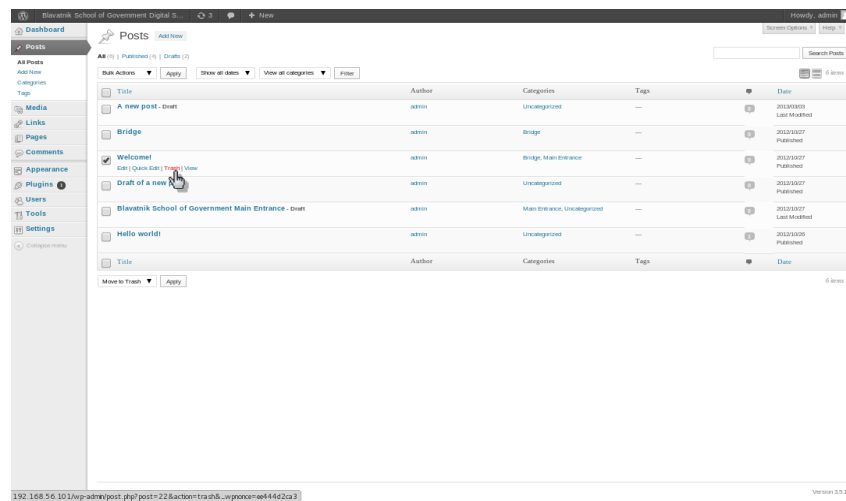 Blavatnik School of Government Digital S... 3 + New Howdy, admin
Dashboard
Posts
All Posts
Add New
Categories
Tags
Media
Links
Pages
Comments
Appearance
Plugins 1
Users
Tools
Settings
Collapse menu
Screen Options Help
Posts Add New
All (6) | Published (4) | Drafts (2)
Search Posts
Bulk Actions Apply Show all dates View all categories Filter 6 items
Title Author Categories Tags Date
A new post - Draft admin Uncategorized — 0 2013/03/03
Last Modified
Bridge admin Bridge — 0 2012/10/27
Published
Welcome! admin Bridge, Main Entrance — 0 2012/10/27
Edit | Quick Edit | Trash | View Published
Draft of a new admin Uncategorized — 0 2012/10/27
Published
Blavatnik School of Government Main Entrance - Draft admin Main Entrance, Uncategorized — 0 2012/10/27
Last Modified
Hello world! admin Uncategorized — 1 2012/10/26
Published
Title Author Categories Tags Date
Move to Trash Apply 6 items
Version 3.5.1
192.168.56.101/wp-admin/post.php?post=22&action=trash&_wpnonce=ee444d2ca3